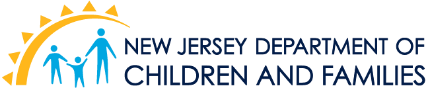 NEW JERSEY DEPARTMENT OF
CHILDREN AND FAMILIES